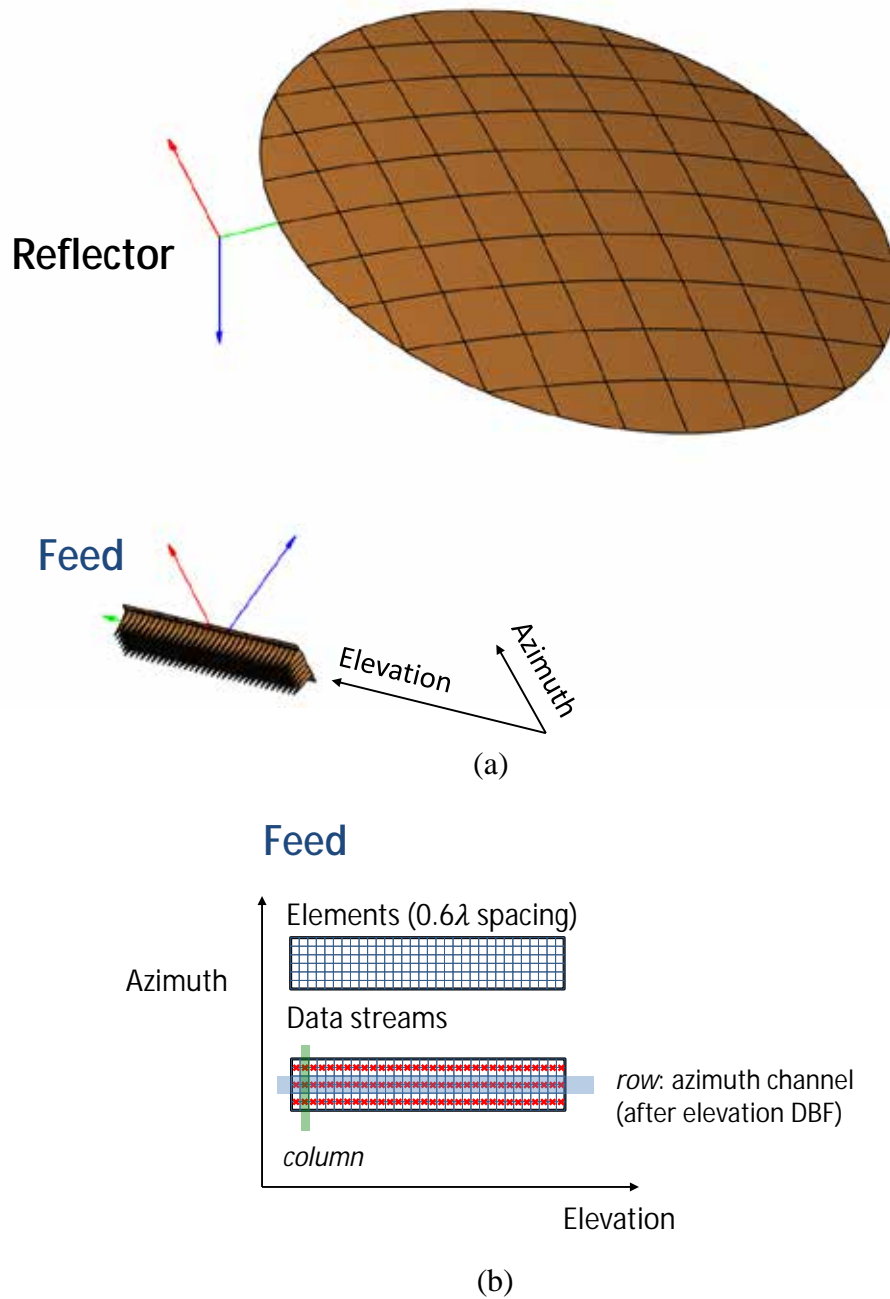 Reflector
Feed
Elevation
Azimuth
(a)
Feed
Elements (0.6λ spacing)
Azimuth
Data streams
row: azimuth channel
(after elevation DBF)
column
Elevation
(b)